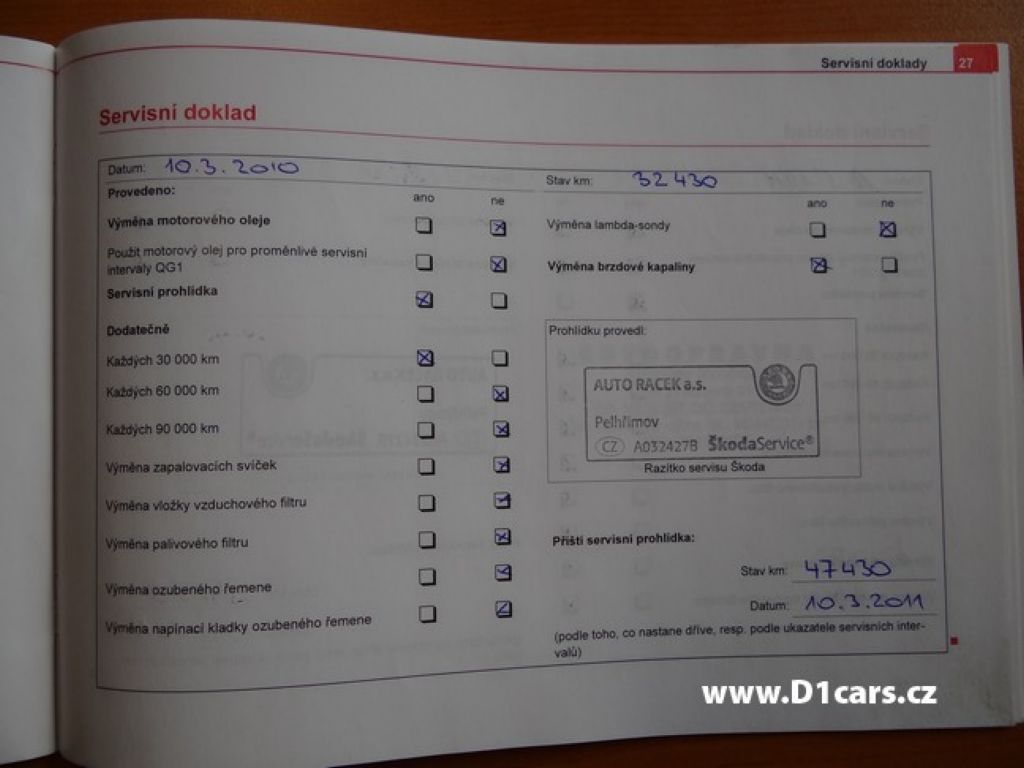 Servisní doklady 27
Servisní doklad
Datum: 10.3.2010
Stav km: 32 430
Provedeno:
ano ne
ano ne
Výměna motorového oleje
Výměna lambda-sondy
Použit motorový olej pro proměnlivé servisní
intervaly QG1
Výměna brzdové kapaliny
Servisní prohlídka
Dodatečně
Každých 30 000 km
Každých 60 000 km
Každých 90 000 km
Výměna zapalovacích svíček
Výměna vložky vzduchového filtru
Výměna palivového filtru
Výměna ozubeného řemene
Výměna napínací kladky ozubeného řemene
Prohlídku provedl:
AUTO RACEK a.s.
Pelhřimov
CZ A032427B ŠkodaService®
Razítko servisu Škoda
Příští servisní prohlídka:
Stav km: 47430
Datum: 10.3.2011
(podle toho, co nastane dříve, resp. podle ukazatele servisních inter-
valů)
www.D1cars.cz